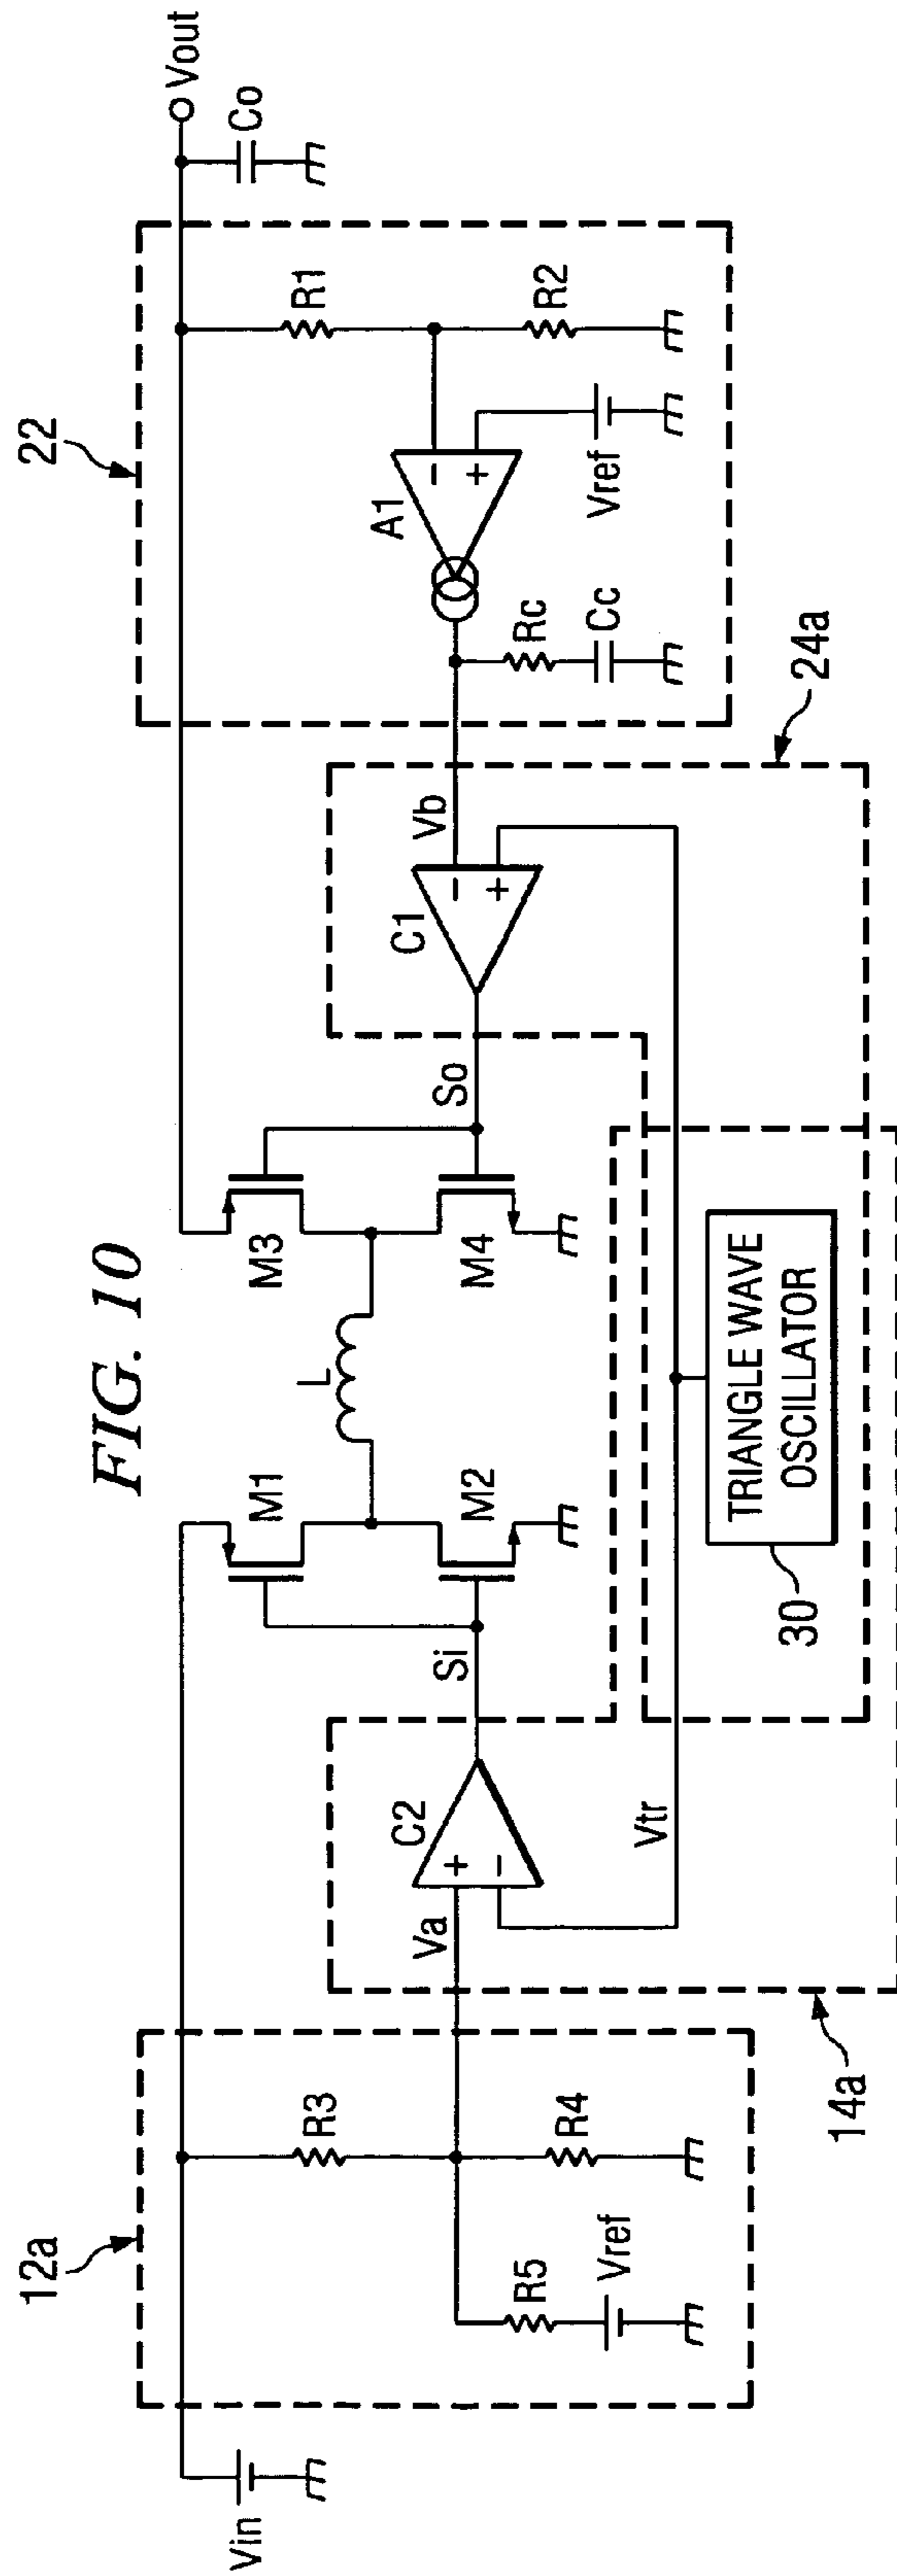 FIG. 10
12a
Vin
R3
R4
R5
Vref
Va
C2
+
−
Si
Vtr
14a
M1
M2
L
M3
M4
So
C1
−
+
Vb
24a
30
TRIANGLE WAVE
OSCILLATOR
22
A1
−
+
Rc
Cc
Vref
R1
R2
Co
Vout